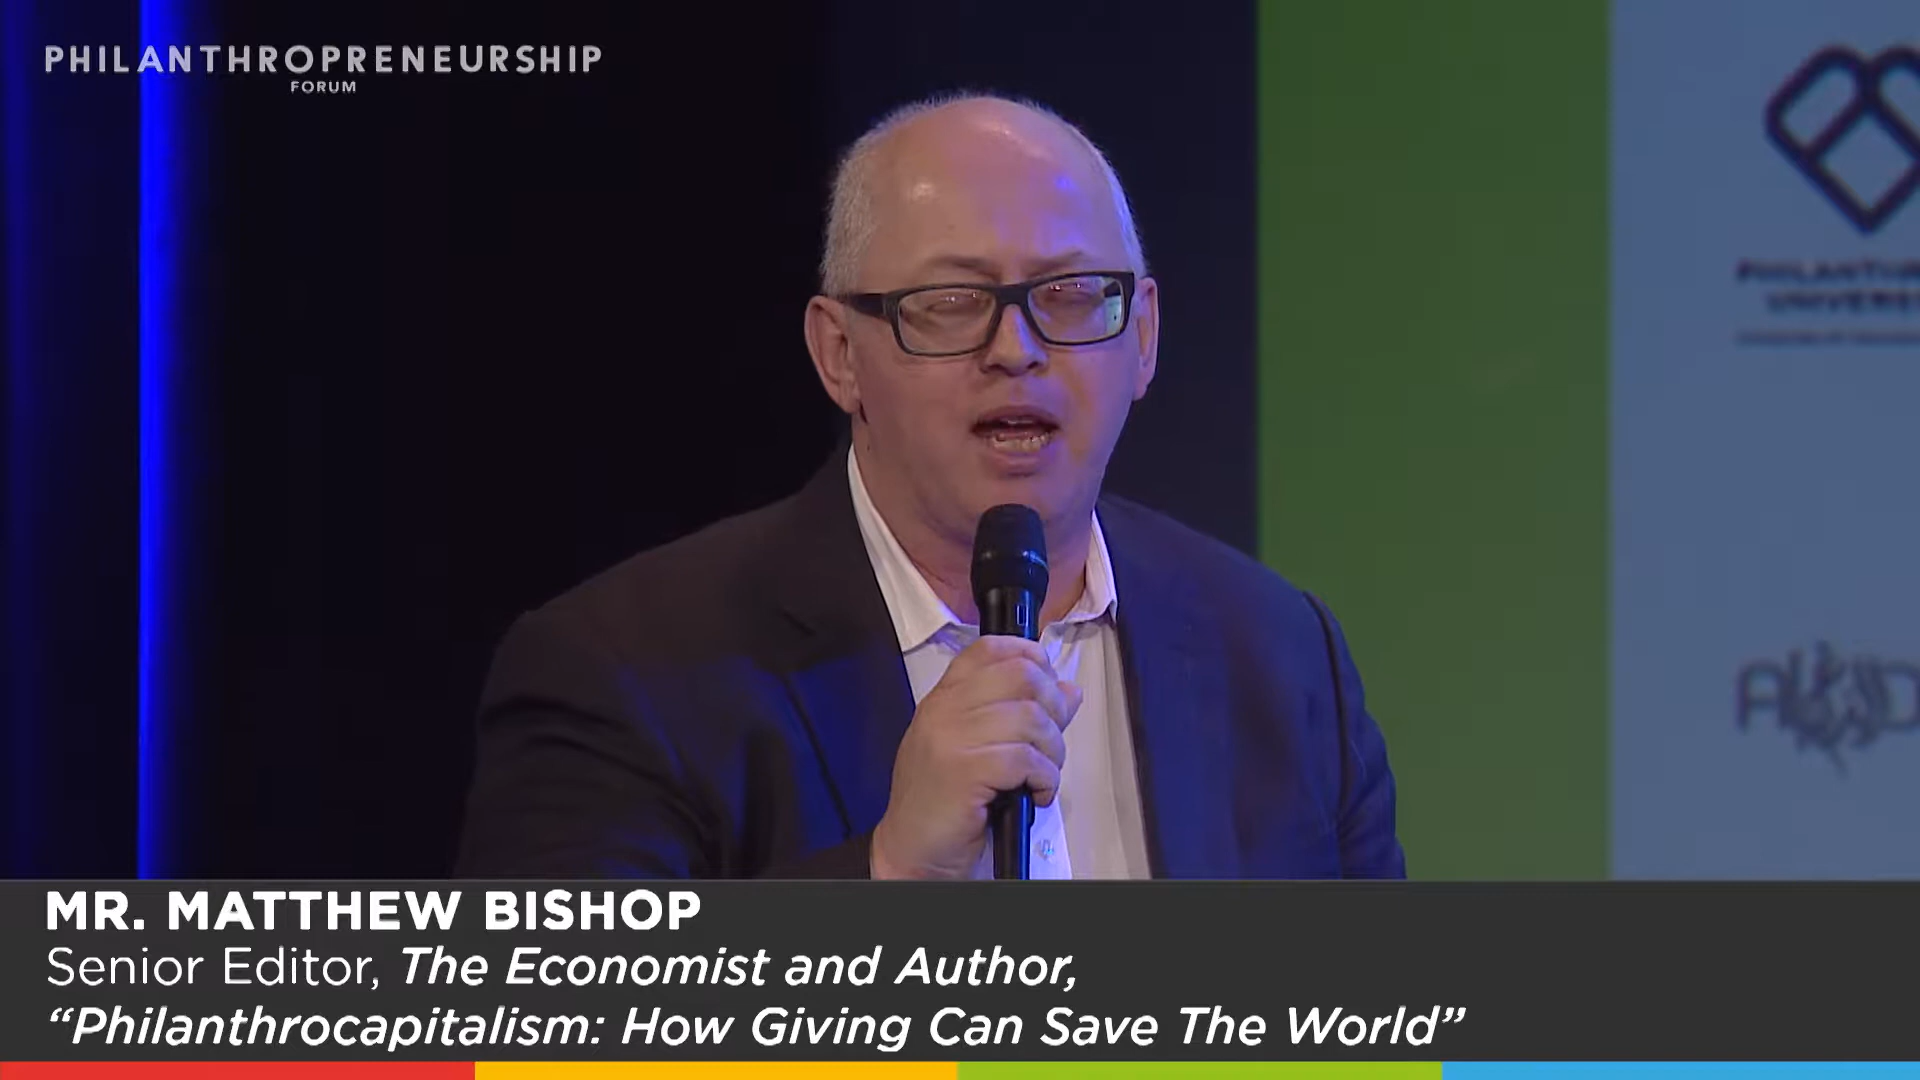 PHILANTHROPRENEURSHIP
FORUM
MR. MATTHEW BISHOP
Senior Editor, The Economist and Author,
“Philanthrocapitalism: How Giving Can Save The World”